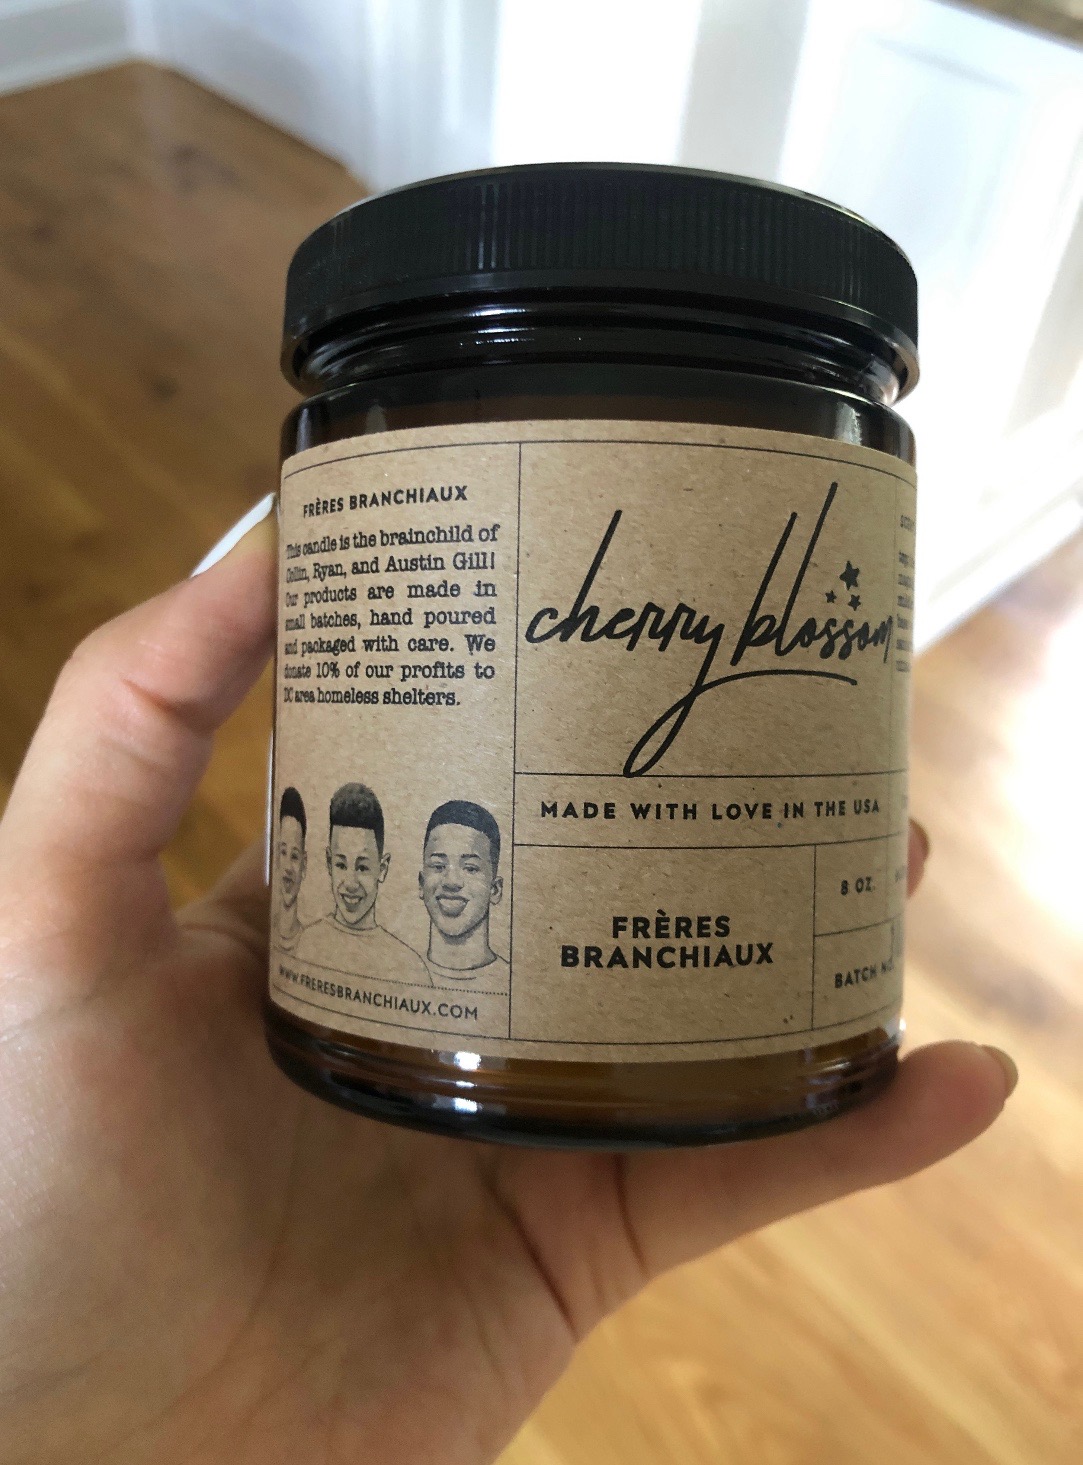 FRÈRES BRANCHIAUX
This candle is the brainchild of
Collin, Ryan, and Austin Gill!
Our products are made in
small batches, hand poured
and packaged with care. We
donate 10% of our profits to
DC area homeless shelters.
WWW.FRERESBRANCHIAUX.COM
cherry blossom
MADE WITH LOVE IN THE USA
FRÈRES
BRANCHIAUX
8 OZ.
BATCH NO.